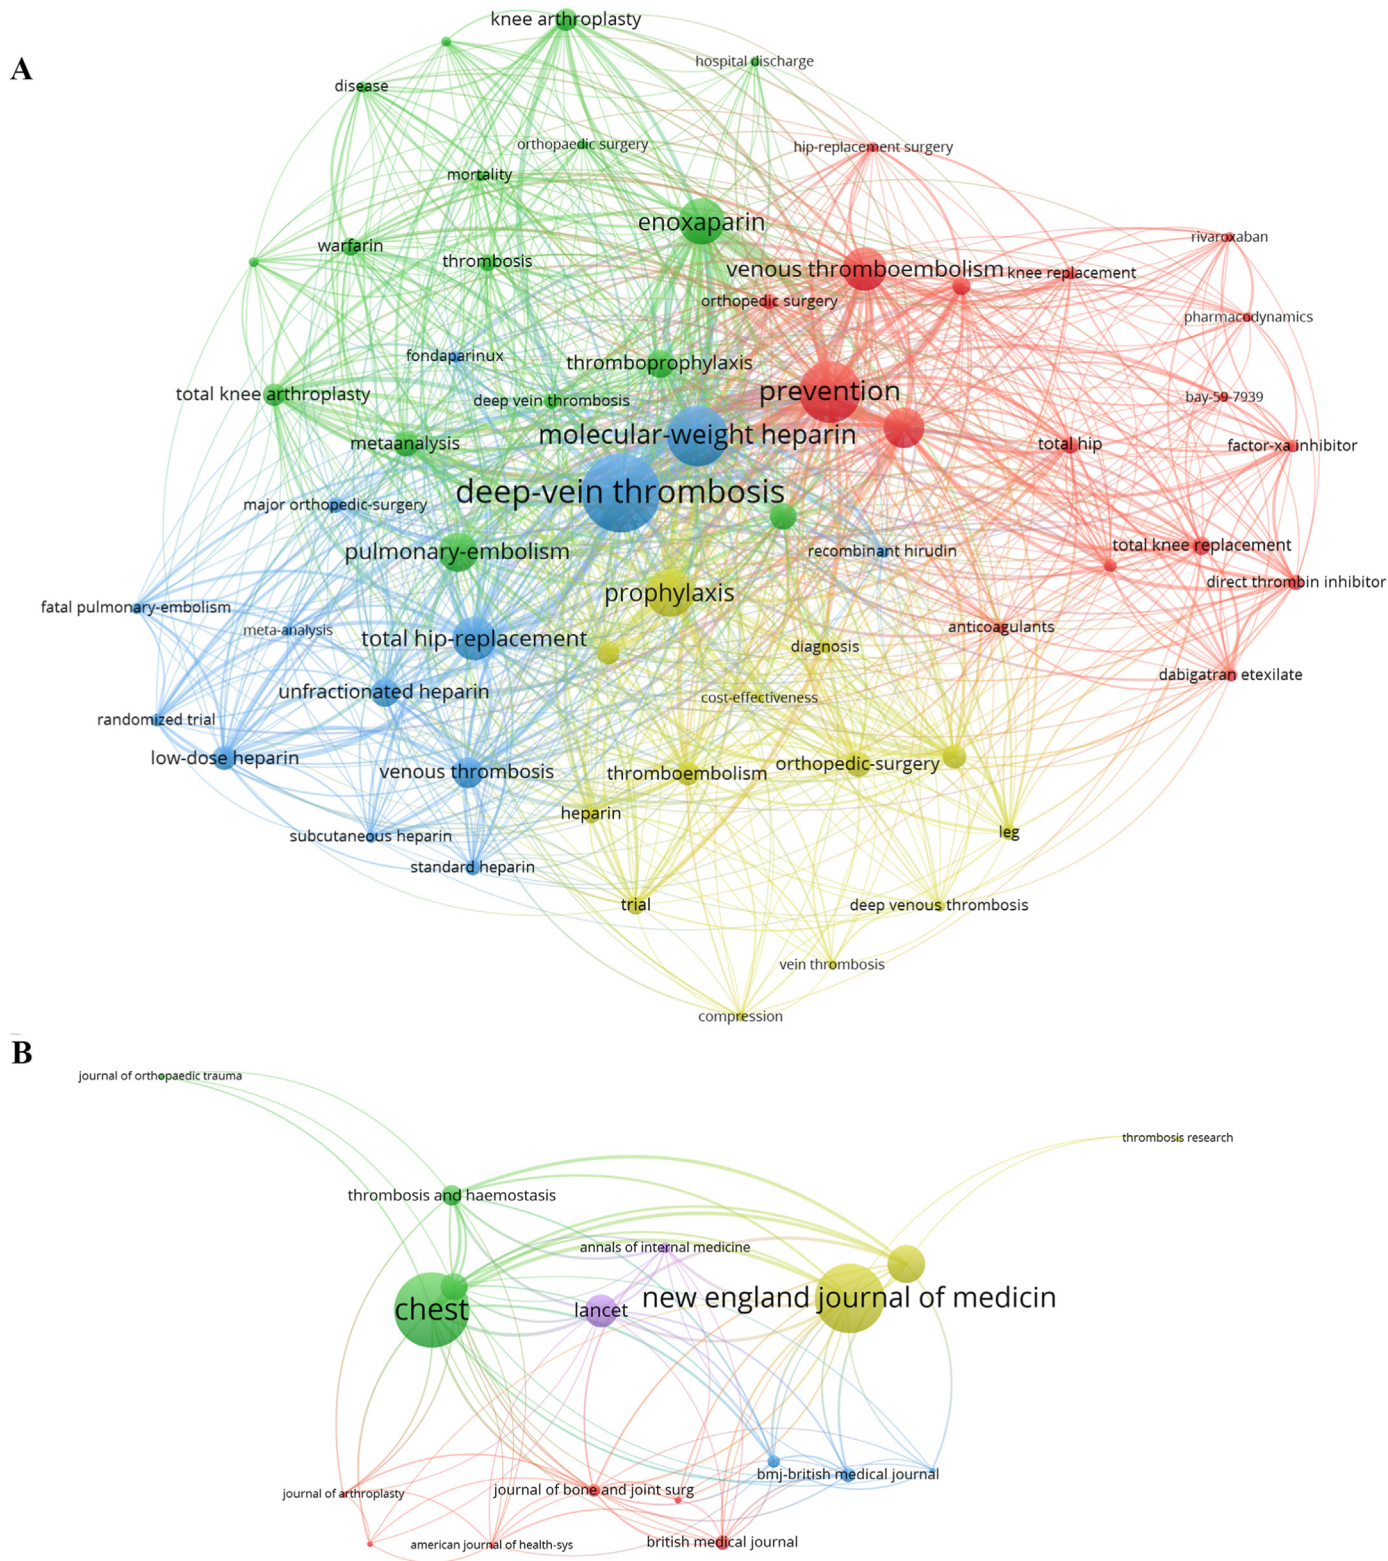 A
knee arthroplasty
hospital discharge
disease
orthopaedic surgery
hip-replacement surgery
mortality
enoxaparin
rivaroxaban
warfarin
thrombosis
venous thromboembolism
knee replacement
orthopedic surgery
pharmacodynamics
fondaparinux
thromboprophylaxis
total knee arthroplasty
deep vein thrombosis
prevention
bay-59-7939
metaanalysis
molecular-weight heparin
total hip
factor-xa inhibitor
deep-vein thrombosis
major orthopedic-surgery
pulmonary-embolism
recombinant hirudin
total knee replacement
direct thrombin inhibitor
prophylaxis
fatal pulmonary-embolism
meta-analysis
total hip-replacement
anticoagulants
diagnosis
dabigatran etexilate
unfractionated heparin
cost-effectiveness
randomized trial
low-dose heparin
venous thrombosis
thromboembolism
orthopedic-surgery
heparin
leg
subcutaneous heparin
standard heparin
trial
deep venous thrombosis
vein thrombosis
compression
B
journal of orthopaedic trauma
thrombosis research
thrombosis and haemostasis
annals of internal medicine
chest
lancet
new england journal of medicin
bmj-british medical journal
journal of arthroplasty
journal of bone and joint surg
american journal of health-sys
british medical journal